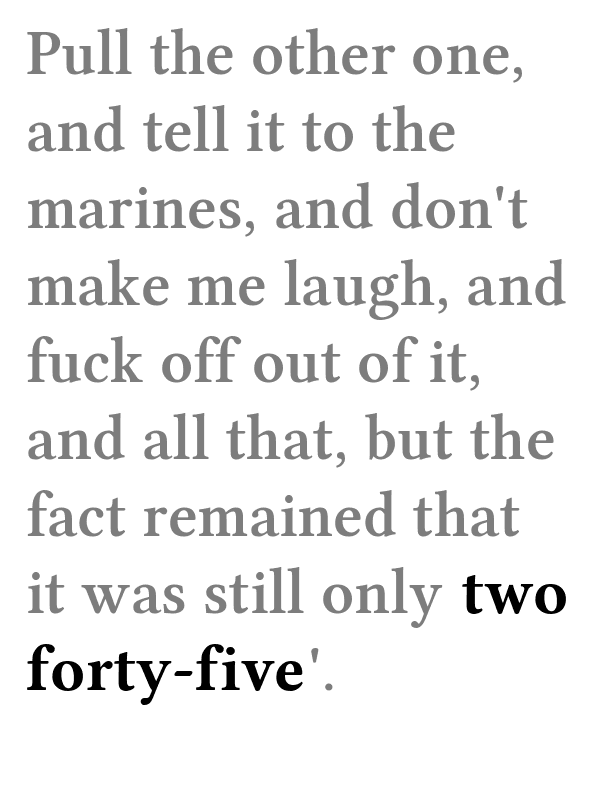 Pull the other one,
and tell it to the
marines, and don't
make me laugh, and
fuck off out of it,
and all that, but the
fact remained that
it was still only two
forty-five'.